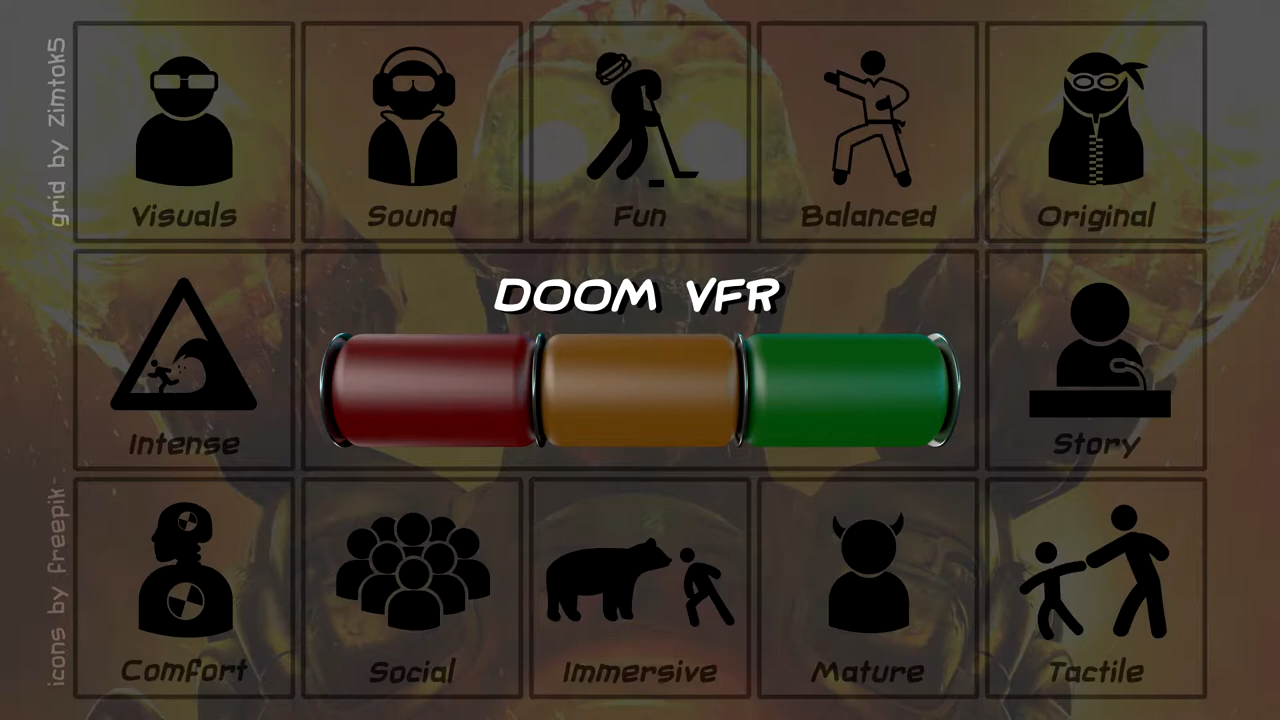 grid by Zimtok5
Visuals
Sound
Fun
Balanced
Original
Intense
DOOM VFR
Story
icons by freepik
Comfort
Social
Immersive
Mature
Tactile